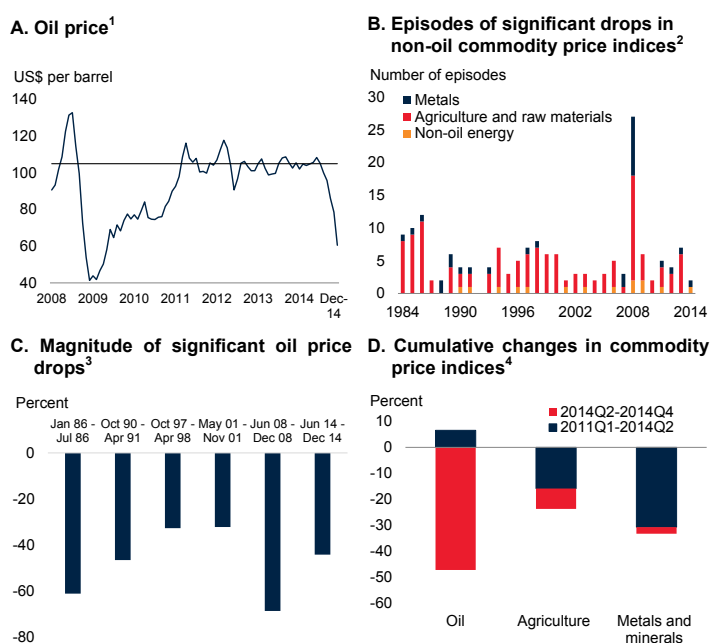 A. Oil price1
US$ per barrel
140
120
100
80
60
40
2008 2009 2010 2011 2012 2013 2014 Dec-
14
B. Episodes of significant drops in
non-oil commodity price indices2
Number of episodes
30
25
20
15
10
5
0
Metals
Agriculture and raw materials
Non-oil energy
1984 1990 1996 2002 2008 2014
C. Magnitude of significant oil price
drops3
Percent
Jan 86 - Oct 90 - Oct 97 - May 01 - Jun 08 - Jun 14 -
Jul 86 Apr 91 Apr 98 Nov 01 Dec 08 Dec 14
0
-20
-40
-60
-80
D. Cumulative changes in commodity
price indices4
Percent
10
0
-10
-20
-30
-40
-50
-60
2014Q2-2014Q4
2011Q1-2014Q2
Oil Agriculture Metals and
minerals